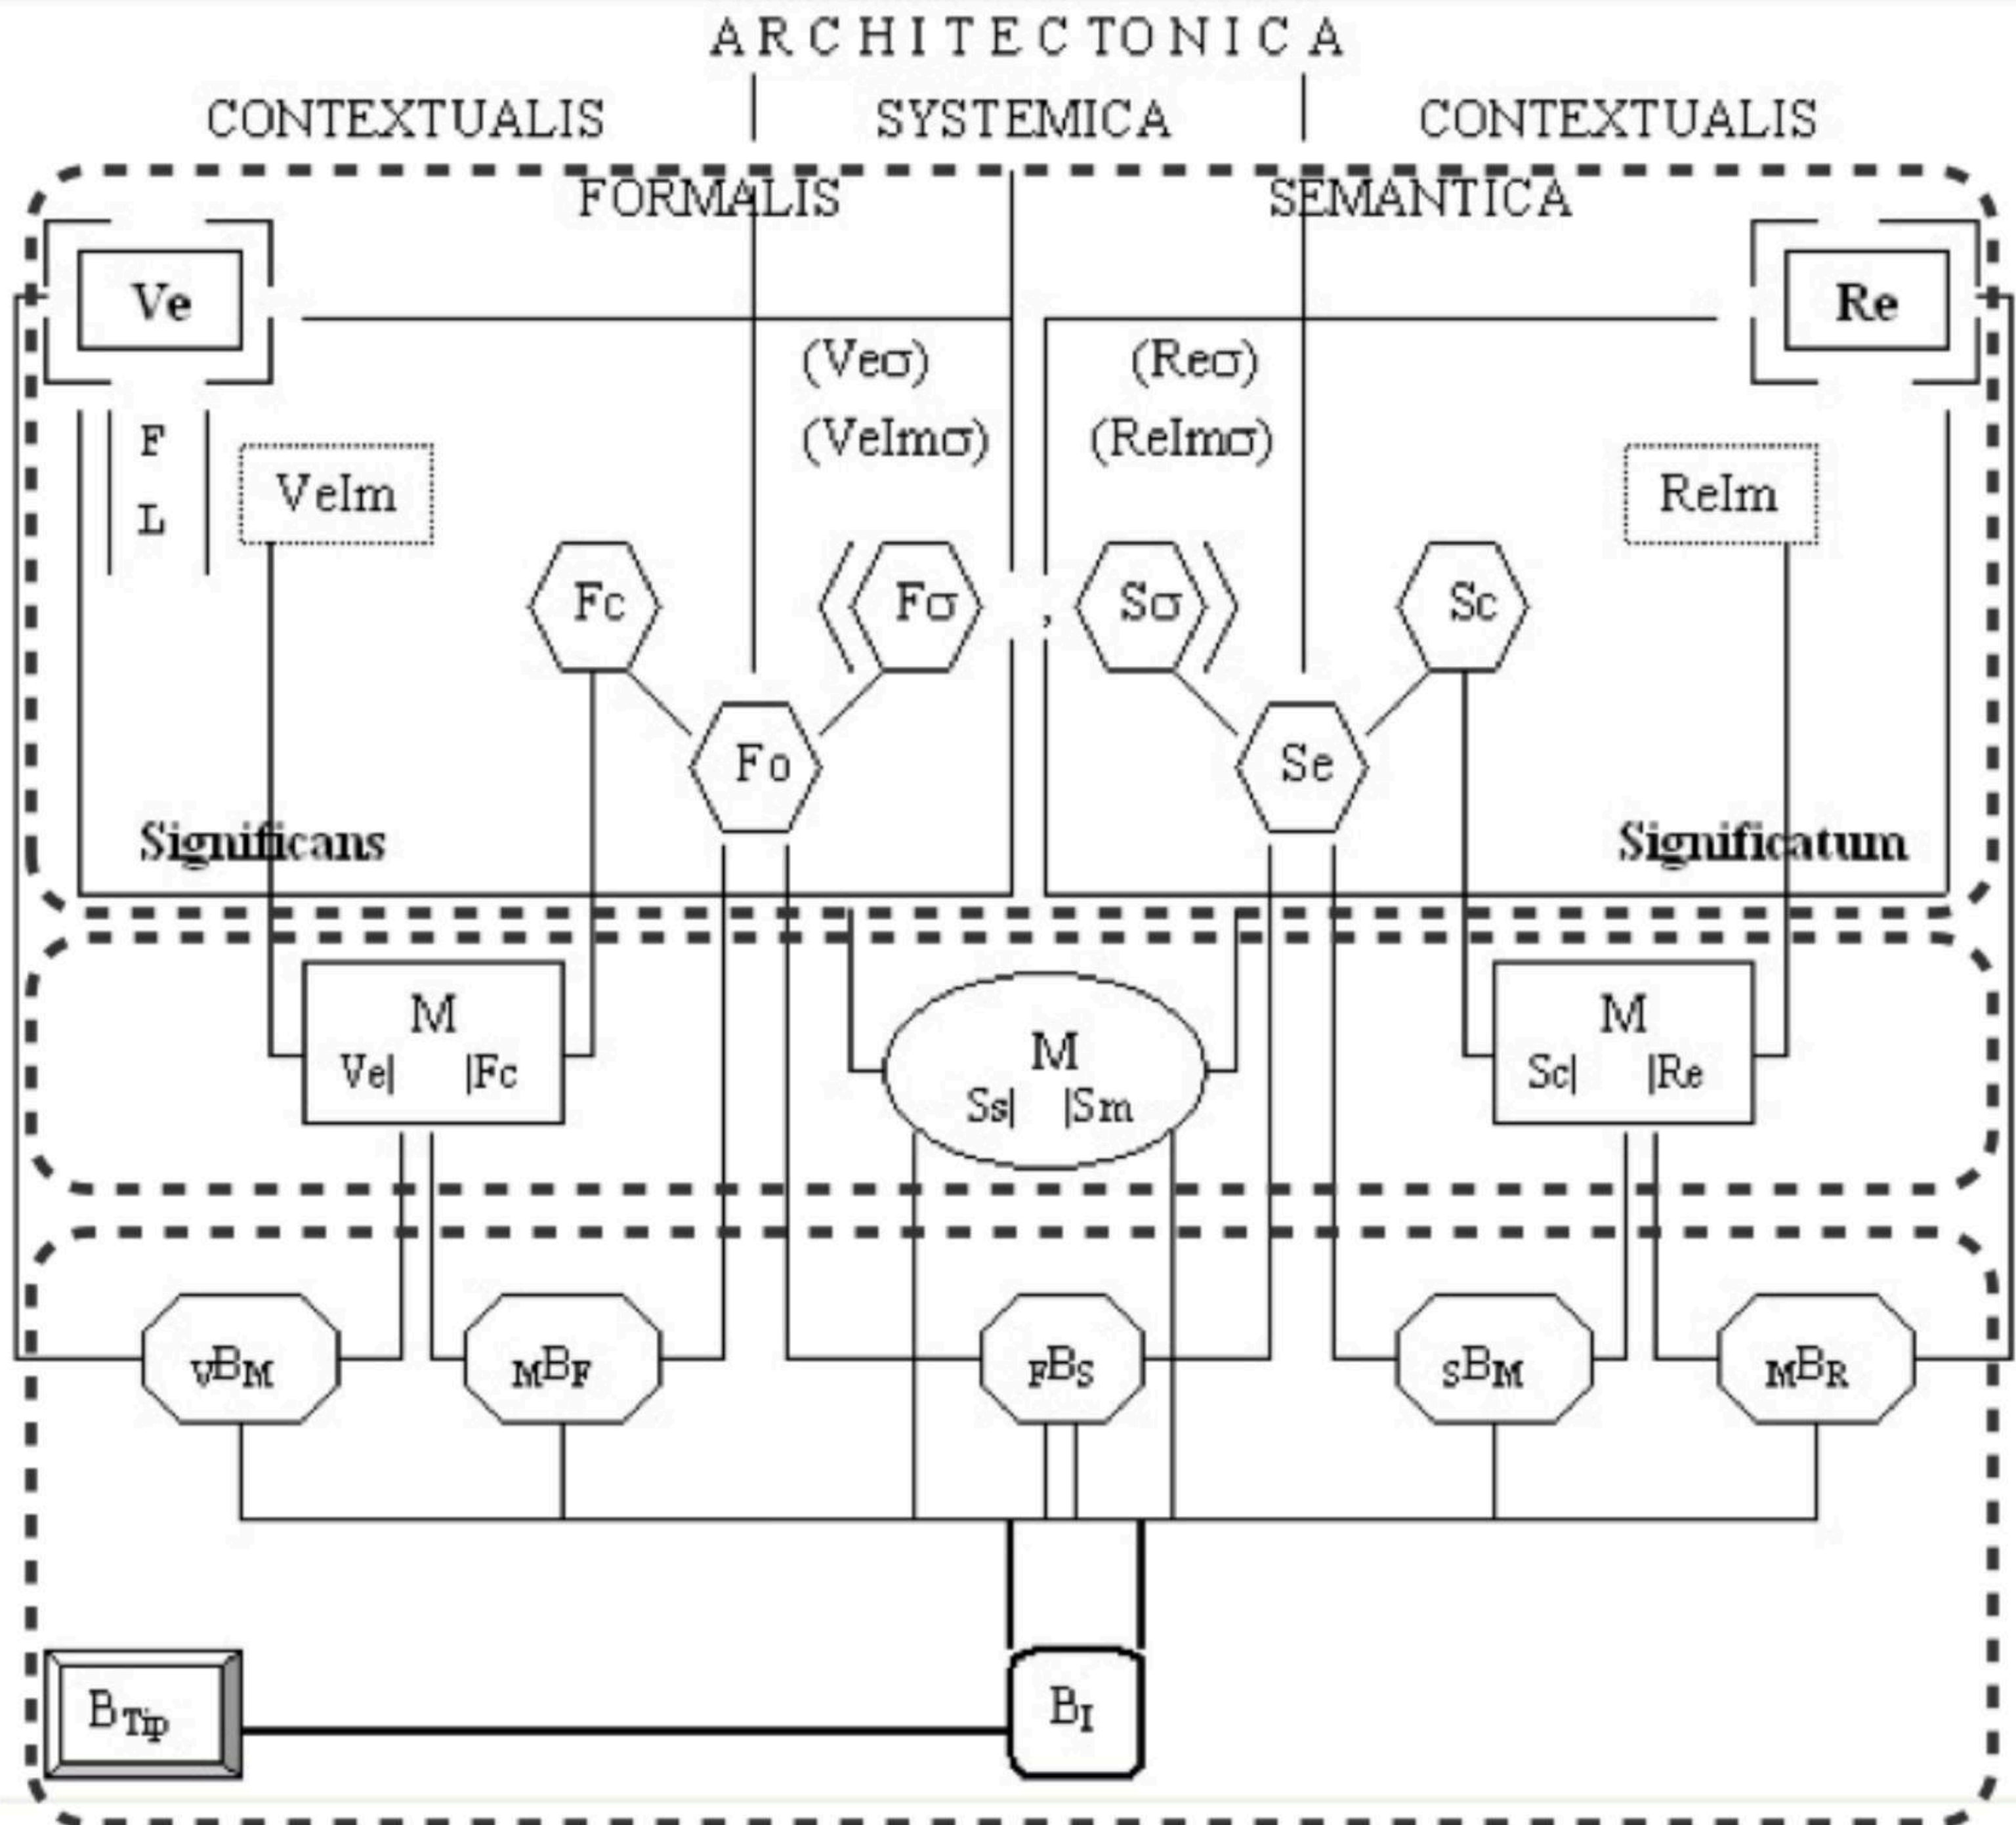 ARCHITECTONICA
CONTEXTUALIS SYSTEMICA CONTEXTUALIS
FORMALIS SEMANTICA
Ve Re
(Veσ) (Reσ)
F (VeImσ) (ReImσ)
VeIm ReIm
L
Fc Fσ , Sσ Sc
Fo Se
Significans Significatum
M M M
Ve| |Fc Ss| |Sm Sc| |Re
VBM MBF FBS SBM MBR
BTip BI